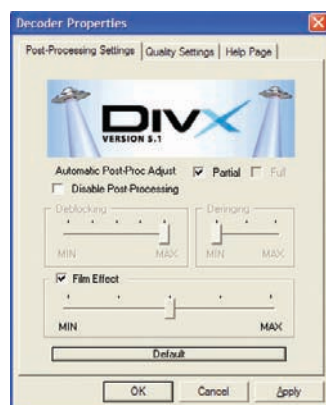 Decoder Properties
Post-Processing Settings Quality Settings Help Page
DIVX
VERSION 5.1
Automatic Post-Proc Adjust Partial Full
Disable Post-Processing
Deblocking Deringing
MIN MAX MIN MAX
Film Effect
MIN MAX
Default
OK Cancel Apply